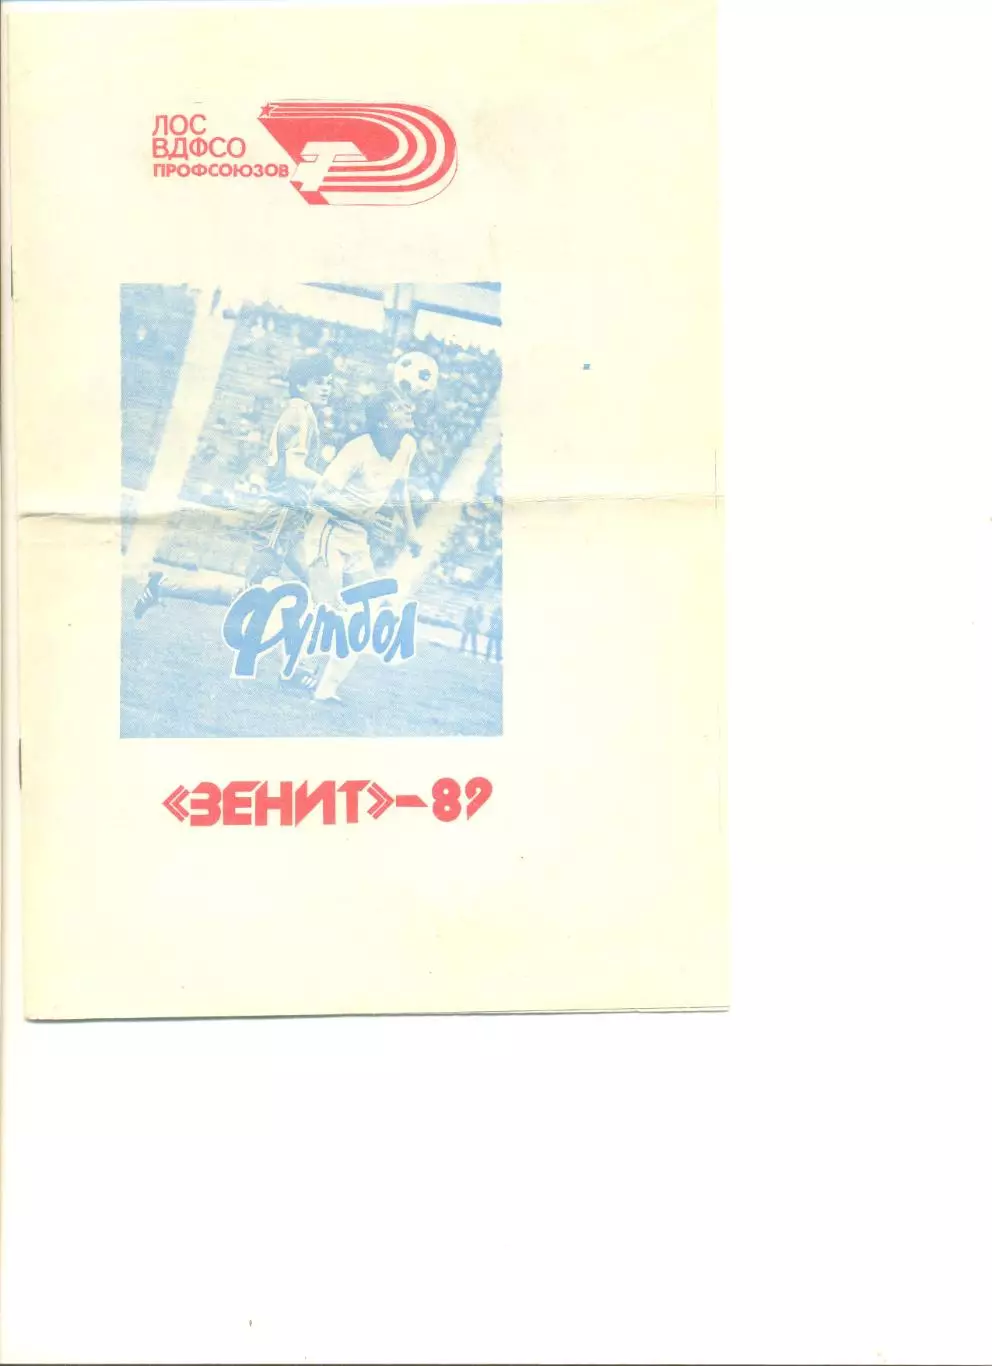 ЛОС
ВДФСО
ПРОФСОЮЗОВ
Футбол
«ЗЕНИТ»-89